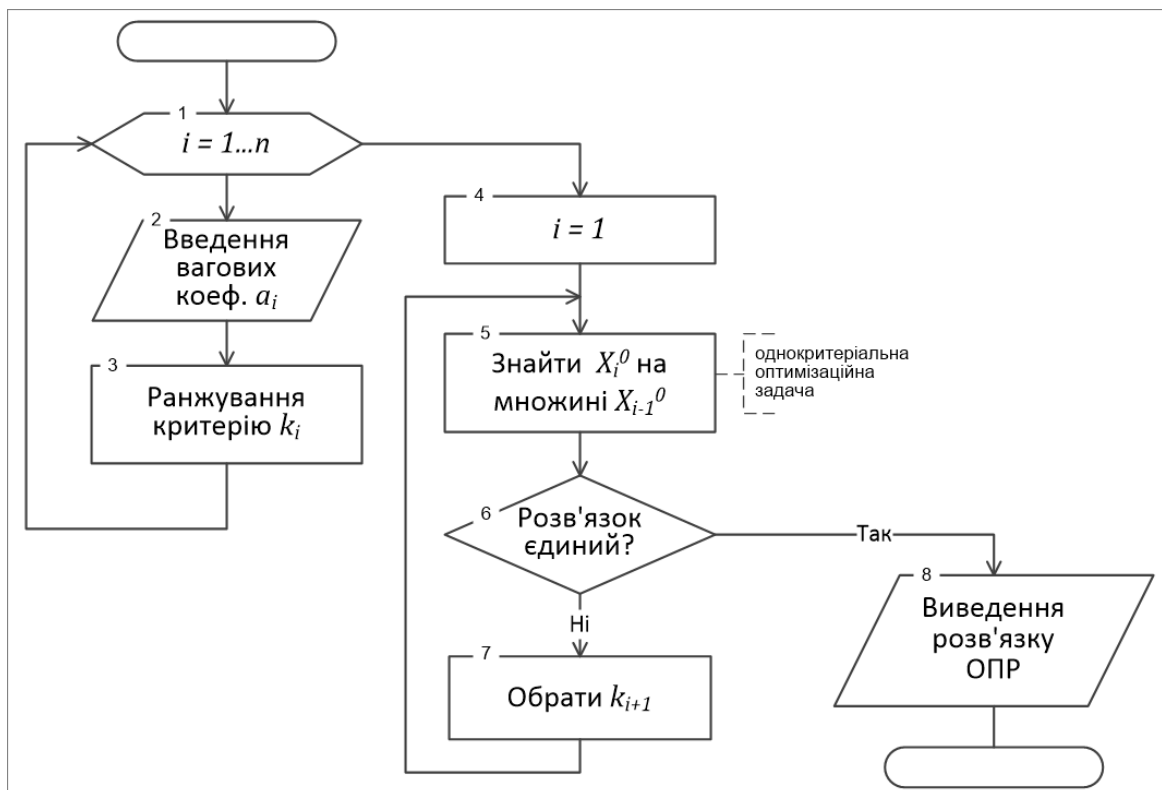 1
i = 1...n
2
Введення
вагових
коеф. aᵢ
3
Ранжування
критерію kᵢ
4
i = 1
5
Знайти Xᵢ⁰ на
множині Xᵢ₋₁⁰
однокритеріальна
оптимізаційна
задача
6
Розв'язок
єдиний?
Так
Ні
7
Обрати kᵢ₊₁
8
Виведення
розв'язку
ОПР